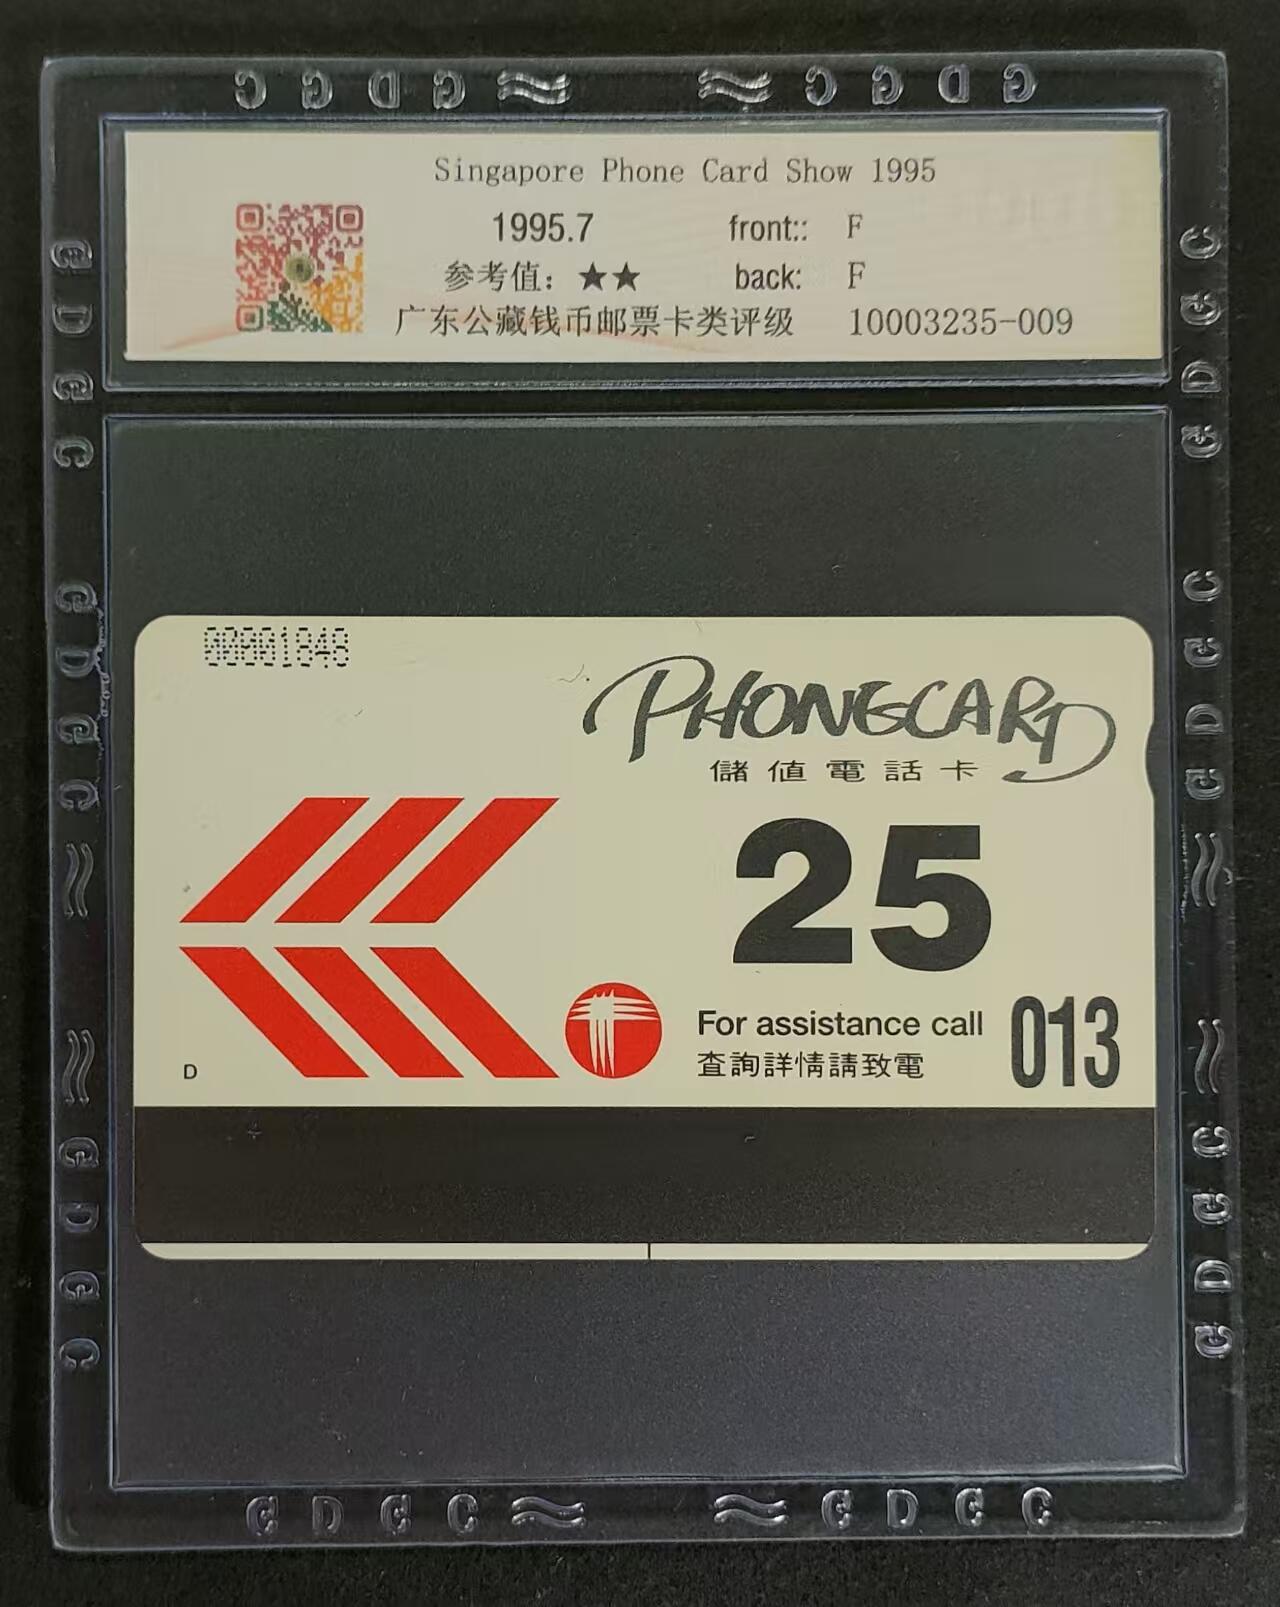 G D G C
C G D G
Singapore Phone Card Show 1995
1995.7 front:: F
参考值：★★ back: F
广东公藏钱币邮票卡类评级 10003235-009
00001848
PHONECARD
儲值電話卡
25
For assistance call 013
查詢詳情請致電
D
G D G C
G D G C